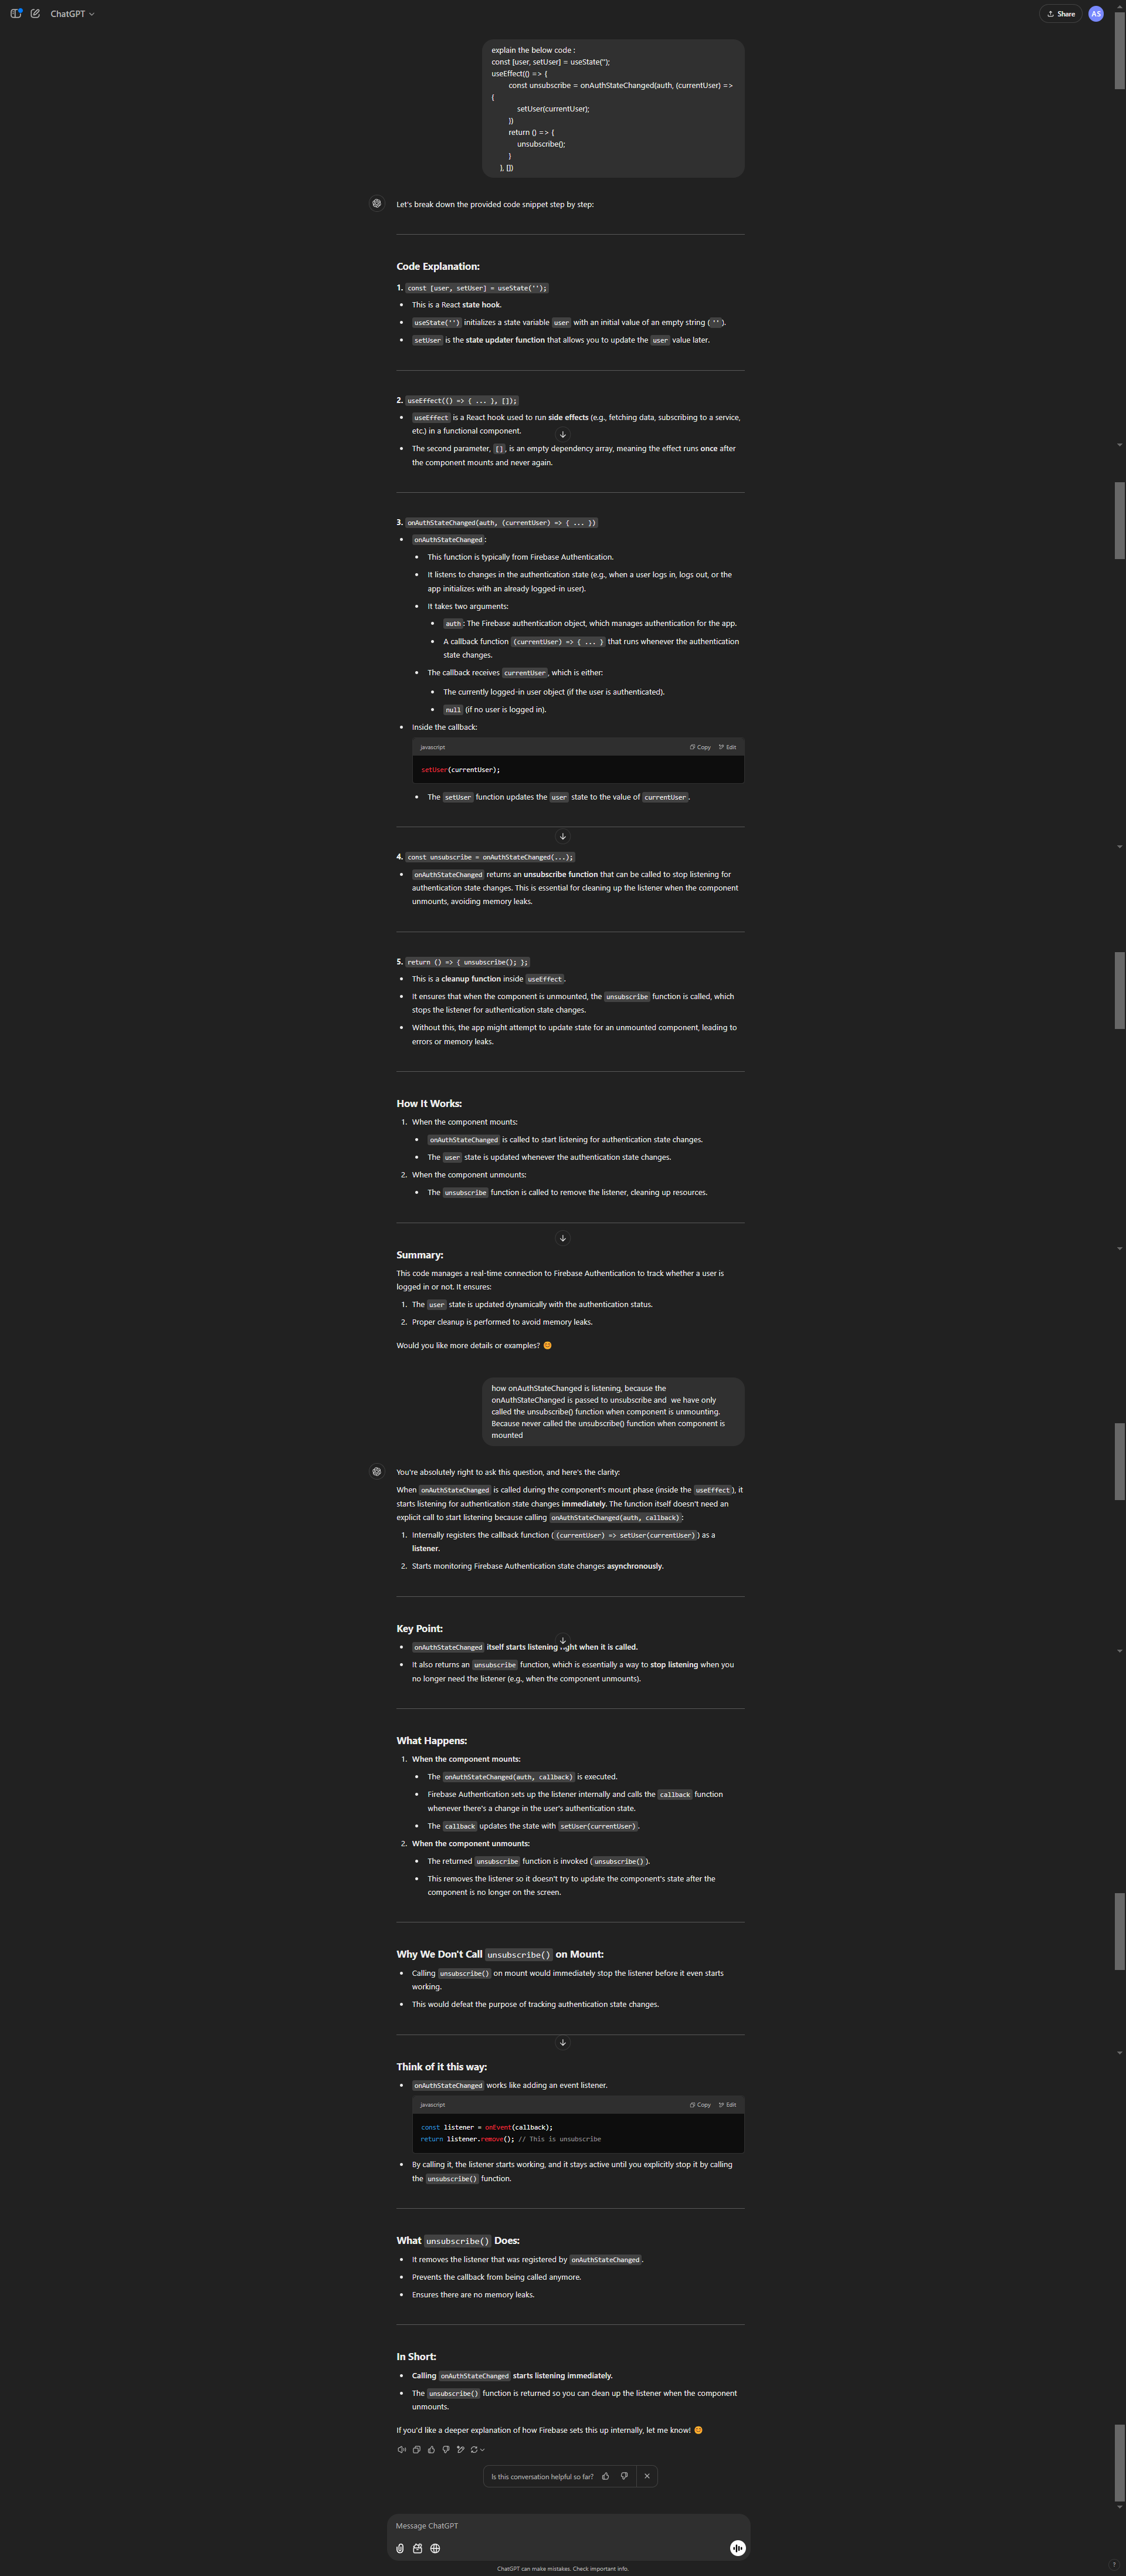 ChatGPT
Share
AS
explain the below code :
const [user, setUser] = useState('');
useEffect(() => {
const unsubscribe = onAuthStateChanged(auth, (currentUser) =>
{
setUser(currentUser);
})
return () => {
unsubscribe();
}
}, [])
Let's break down the provided code snippet step by step:
Code Explanation:
1. const [user, setUser] = useState('');
This is a React state hook.
useState('') initializes a state variable user with an initial value of an empty string ( '' ).
setUser is the state updater function that allows you to update the user value later.
2. useEffect(() => { ... }, []);
useEffect is a React hook used to run side effects (e.g., fetching data, subscribing to a service,
etc.) in a functional component.
The second parameter, [], is an empty dependency array, meaning the effect runs once after
the component mounts and never again.
3. onAuthStateChanged(auth, (currentUser) => { ... })
onAuthStateChanged:
This function is typically from Firebase Authentication.
It listens to changes in the authentication state (e.g., when a user logs in, logs out, or the
app initializes with an already logged-in user).
It takes two arguments:
auth: The Firebase authentication object, which manages authentication for the app.
A callback function (currentUser) => { ... } that runs whenever the authentication
state changes.
The callback receives currentUser, which is either:
The currently logged-in user object (if the user is authenticated).
null (if no user is logged in).
Inside the callback:
javascript
Copy
Edit
setUser(currentUser);
The setUser function updates the user state to the value of currentUser.
4. const unsubscribe = onAuthStateChanged(...);
onAuthStateChanged returns an unsubscribe function that can be called to stop listening for
authentication state changes. This is essential for cleaning up the listener when the component
unmounts, avoiding memory leaks.
5. return () => { unsubscribe(); };
This is a cleanup function inside useEffect.
It ensures that when the component is unmounted, the unsubscribe function is called, which
stops the listener for authentication state changes.
Without this, the app might attempt to update state for an unmounted component, leading to
errors or memory leaks.
How It Works:
1. When the component mounts:
onAuthStateChanged is called to start listening for authentication state changes.
The user state is updated whenever the authentication state changes.
2. When the component unmounts:
The unsubscribe function is called to remove the listener, cleaning up resources.
Summary:
This code manages a real-time connection to Firebase Authentication to track whether a user is
logged in or not. It ensures:
1. The user state is updated dynamically with the authentication status.
2. Proper cleanup is performed to avoid memory leaks.
Would you like more details or examples? 😊
how onAuthStateChanged is listening, because the
onAuthStateChanged is passed to unsubscribe and  we have only
called the unsubscribe() function when component is unmounting.
Because never called the unsubscribe() function when component is
mounted
You're absolutely right to ask this question, and here's the clarity:
When onAuthStateChanged is called during the component's mount phase (inside the useEffect), it
starts listening for authentication state changes immediately. The function itself doesn't need an
explicit call to start listening because calling onAuthStateChanged(auth, callback):
1. Internally registers the callback function ( (currentUser) => setUser(currentUser) ) as a
listener.
2. Starts monitoring Firebase Authentication state changes asynchronously.
Key Point:
onAuthStateChanged itself starts listening right when it is called.
It also returns an unsubscribe function, which is essentially a way to stop listening when you
no longer need the listener (e.g., when the component unmounts).
What Happens:
1. When the component mounts:
The onAuthStateChanged(auth, callback) is executed.
Firebase Authentication sets up the listener internally and calls the callback function
whenever there's a change in the user's authentication state.
The callback updates the state with setUser(currentUser).
2. When the component unmounts:
The returned unsubscribe function is invoked ( unsubscribe() ).
This removes the listener so it doesn't try to update the component's state after the
component is no longer on the screen.
Why We Don't Call unsubscribe() on Mount:
Calling unsubscribe() on mount would immediately stop the listener before it even starts
working.
This would defeat the purpose of tracking authentication state changes.
Think of it this way:
onAuthStateChanged works like adding an event listener.
javascript
Copy
Edit
const listener = onEvent(callback);
return listener.remove(); // This is unsubscribe
By calling it, the listener starts working, and it stays active until you explicitly stop it by calling
the unsubscribe() function.
What unsubscribe() Does:
It removes the listener that was registered by onAuthStateChanged.
Prevents the callback from being called anymore.
Ensures there are no memory leaks.
In Short:
Calling onAuthStateChanged starts listening immediately.
The unsubscribe() function is returned so you can clean up the listener when the component
unmounts.
If you'd like a deeper explanation of how Firebase sets this up internally, let me know! 😊
Is this conversation helpful so far?
Message ChatGPT
ChatGPT can make mistakes. Check important info.
?